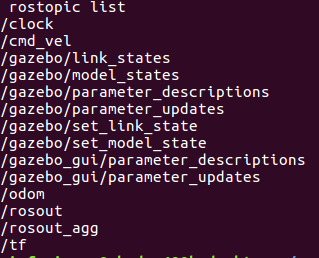 rostopic list
/clock
/cmd_vel
/gazebo/link_states
/gazebo/model_states
/gazebo/parameter_descriptions
/gazebo/parameter_updates
/gazebo/set_link_state
/gazebo/set_model_state
/gazebo_gui/parameter_descriptions
/gazebo_gui/parameter_updates
/odom
/rosout
/rosout_agg
/tf